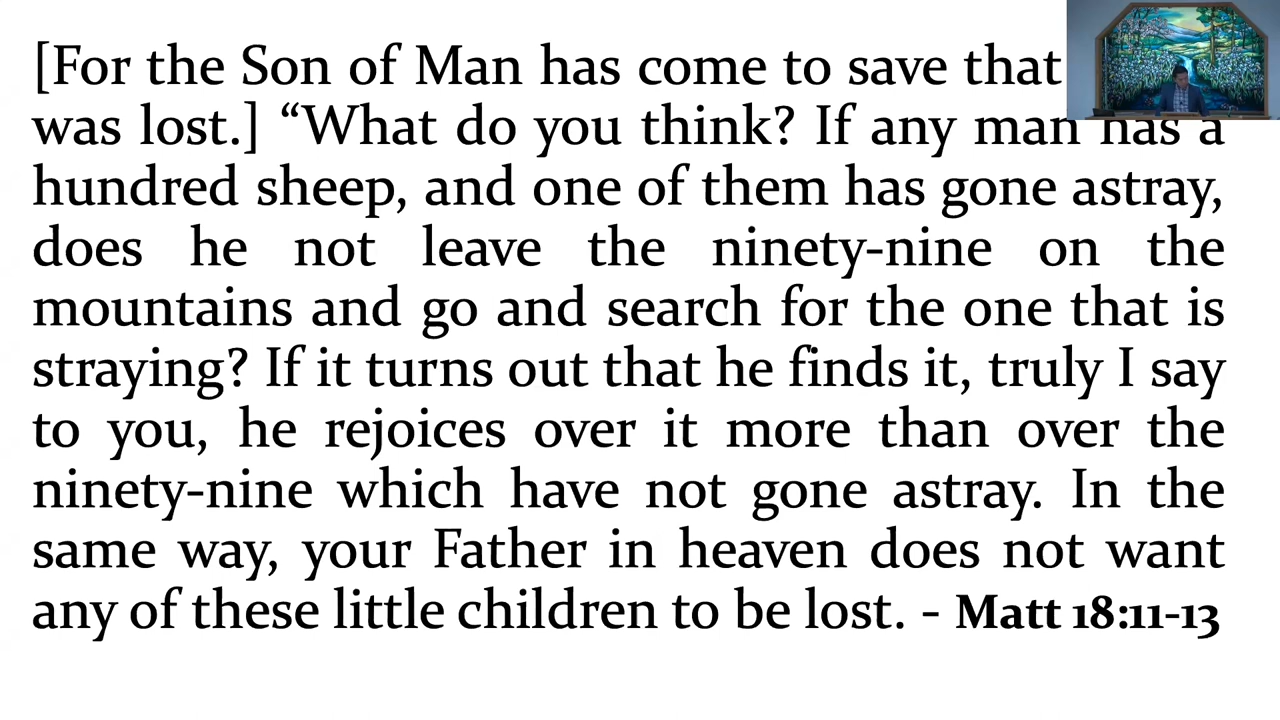 [For the Son of Man has come to save that
was lost.] “What do you think? If any man has a
hundred sheep, and one of them has gone astray,
does he not leave the ninety-nine on the
mountains and go and search for the one that is
straying? If it turns out that he finds it, truly I say
to you, he rejoices over it more than over the
ninety-nine which have not gone astray. In the
same way, your Father in heaven does not want
any of these little children to be lost. - Matt 18:11-13